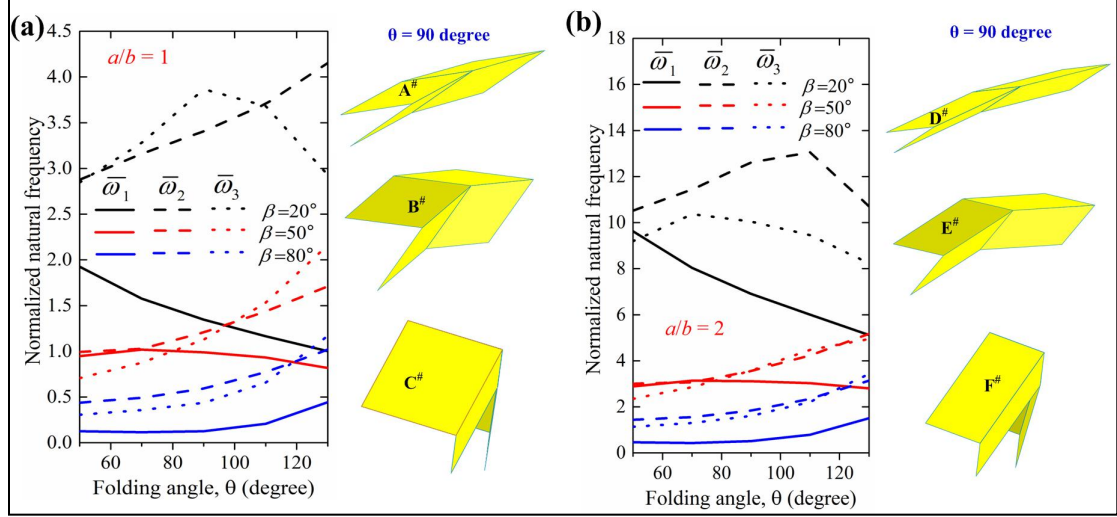 (a)
4.5
4.0
3.5
3.0
2.5
2.0
1.5
1.0
0.5
0.0
Normalized natural frequency
a/b = 1
ω̅₁ ω̅₂ ω̅₃
β=20°
β=50°
β=80°
60 80 100 120
Folding angle, θ (degree)
θ = 90 degree
A#
B#
C#
(b)
18
16
14
12
10
8
6
4
2
0
Normalized natural frequency
ω̅₁ ω̅₂ ω̅₃
β=20°
β=50°
β=80°
a/b = 2
60 80 100 120
Folding angle, θ (degree)
θ = 90 degree
D#
E#
F#